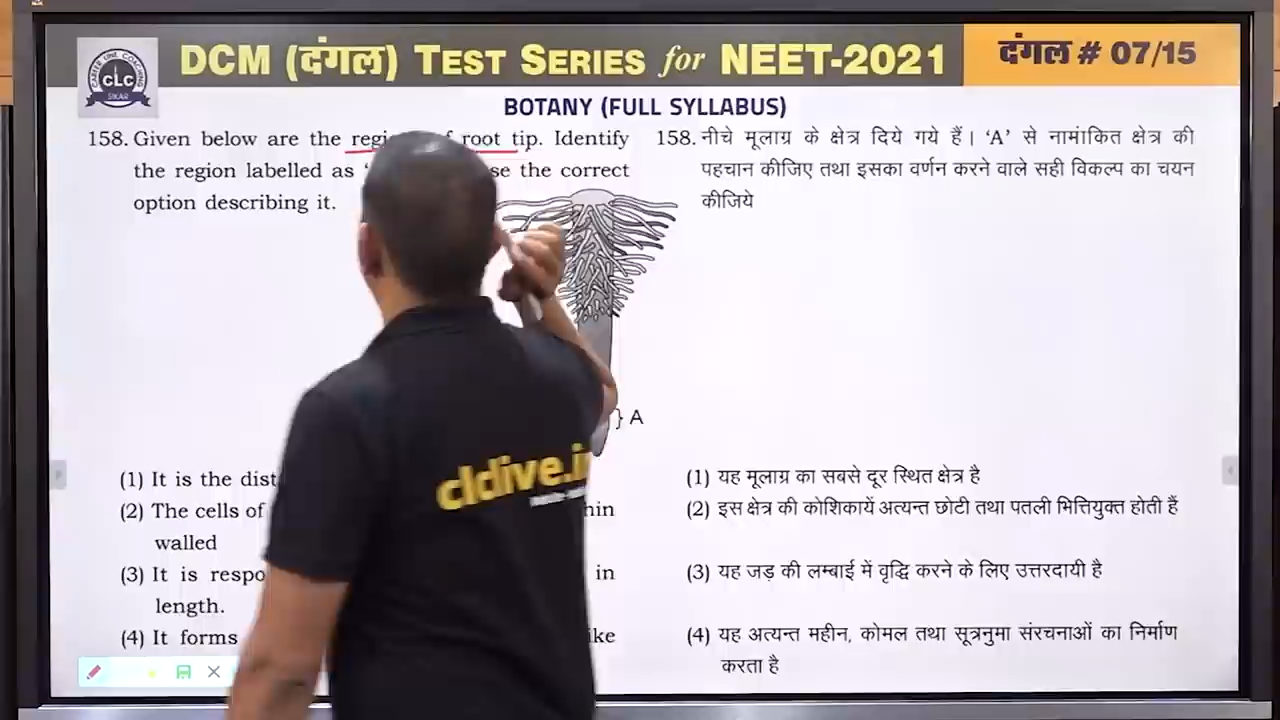 DCM (दंगल) TEST SERIES for NEET-2021
दंगल # 07/15
CAREER LINE COACHING
CLC
SIKAR
BOTANY (FULL SYLLABUS)
158. Given below are the root tip. Identify
the region labelled as the correct
option describing it.
A
(1) It is the
(2) The cells of
walled
(3) It is in
length.
(4) It forms
158. नीचे मूलाग्र के क्षेत्र दिये गये हैं। ‘A’ से नामांकित क्षेत्र की
पहचान कीजिए तथा इसका वर्णन करने वाले सही विकल्प का चयन
कीजिये
(1) यह मूलाग्र का सबसे दूर स्थित क्षेत्र है
(2) इस क्षेत्र की कोशिकायें अत्यन्त छोटी तथा पतली भित्तियुक्त होती हैं
(3) यह जड़ की लम्बाई में वृद्धि करने के लिए उत्तरदायी है
(4) यह अत्यन्त महीन, कोमल तथा सूत्रनुमा संरचनाओं का निर्माण
करता है